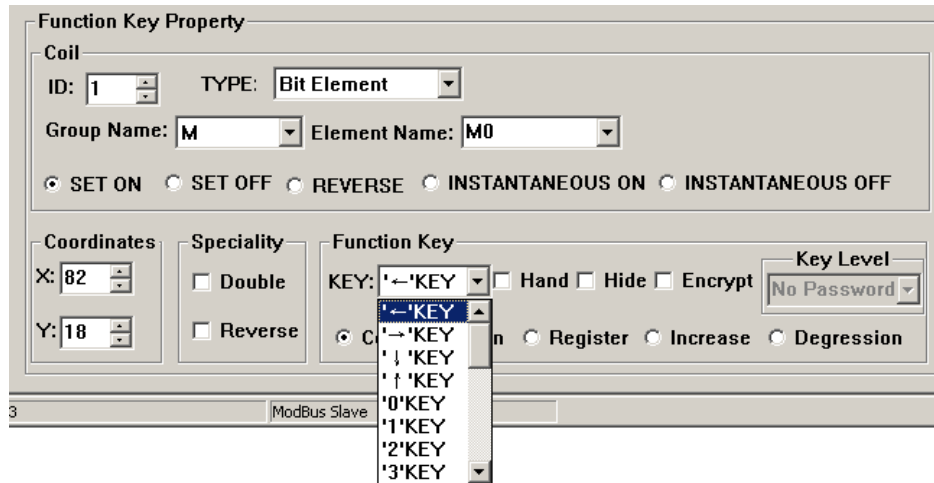 Function Key Property
Coil
ID: 1 TYPE: Bit Element
Group Name: M Element Name: M0
SET ON SET OFF REVERSE INSTANTANEOUS ON INSTANTANEOUS OFF
Coordinates Speciality Function Key
Key Level
X: 82 Double KEY: '←'KEY Hand Hide Encrypt No Password
'←'KEY
Y: 18 Reverse '→'KEY Register Increase Degression
'↓'KEY
'↑'KEY
3 ModBus Slave '0'KEY
'1'KEY
'2'KEY
'3'KEY